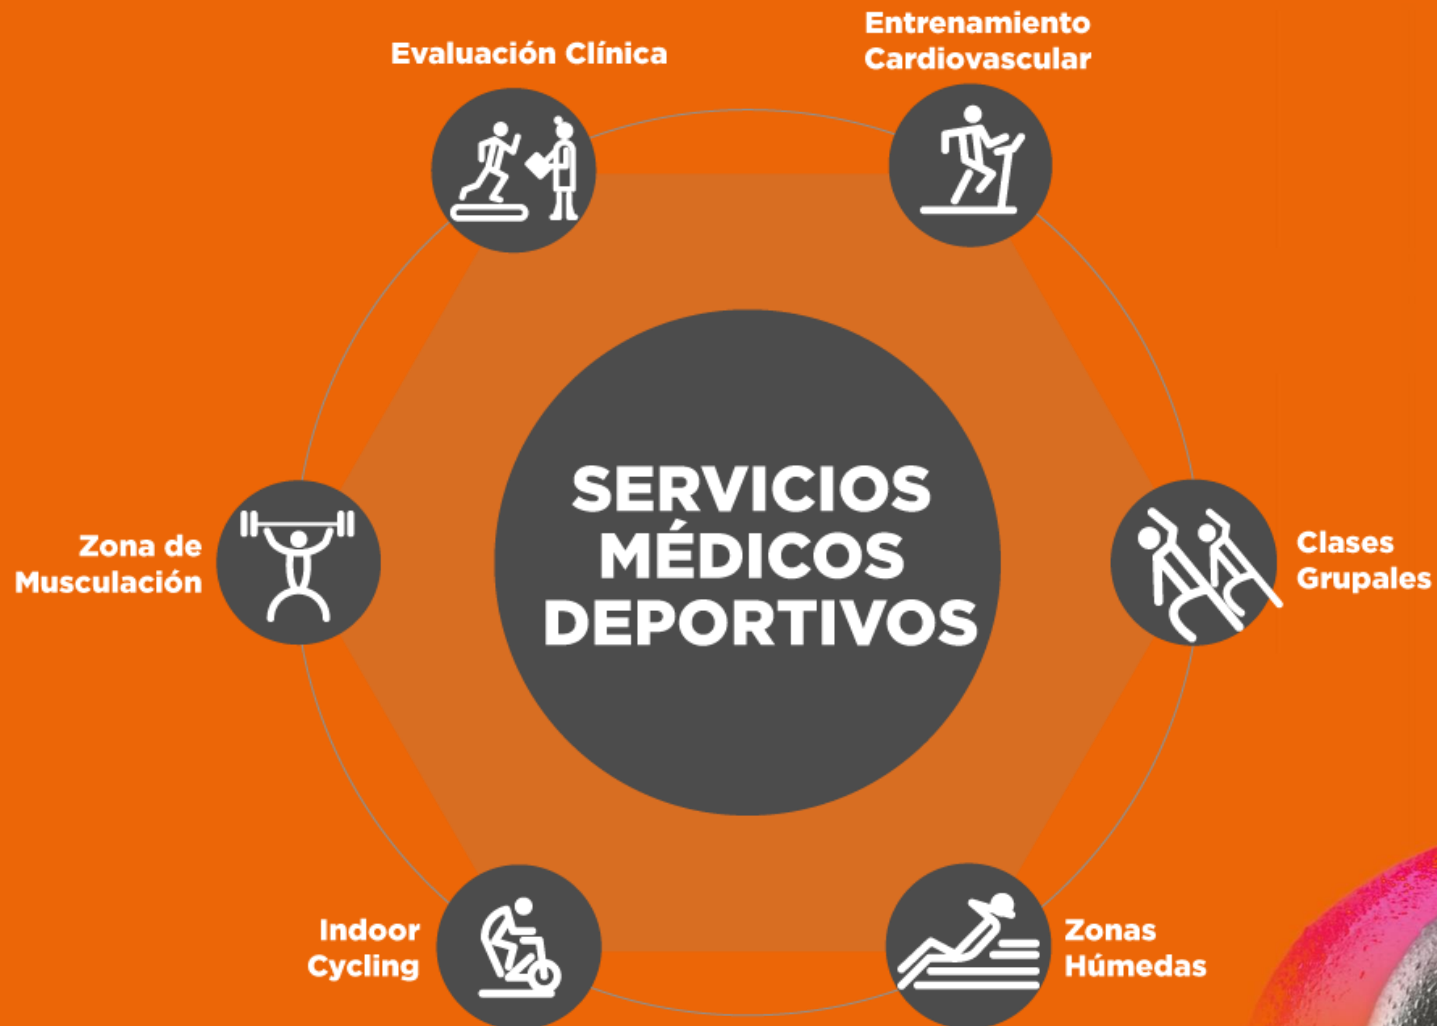 Evaluación Clínica
Entrenamiento
Cardiovascular
SERVICIOS
MÉDICOS
DEPORTIVOS
Zona de
Musculación
Clases
Grupales
Indoor
Cycling
Zonas
Húmedas